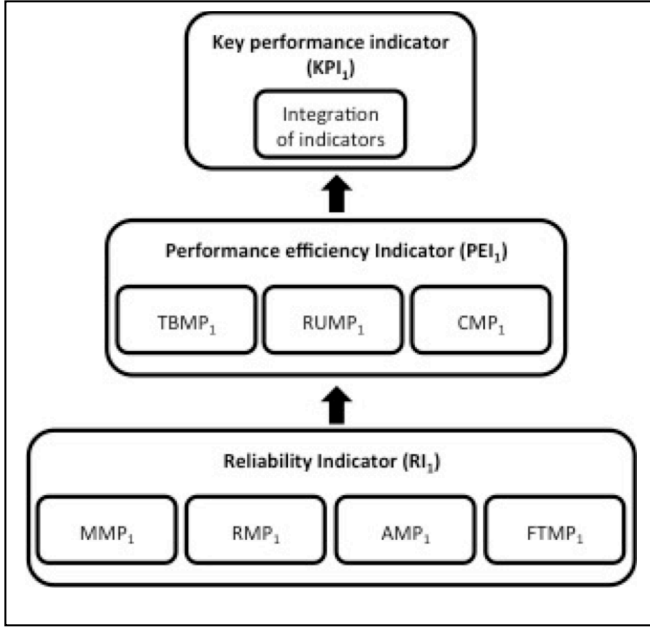 Key performance indicator
(KPI₁)
Integration
of indicators
Performance efficiency Indicator (PEI₁)
TBMP₁
RUMP₁
CMP₁
Reliability Indicator (RI₁)
MMP₁
RMP₁
AMP₁
FTMP₁